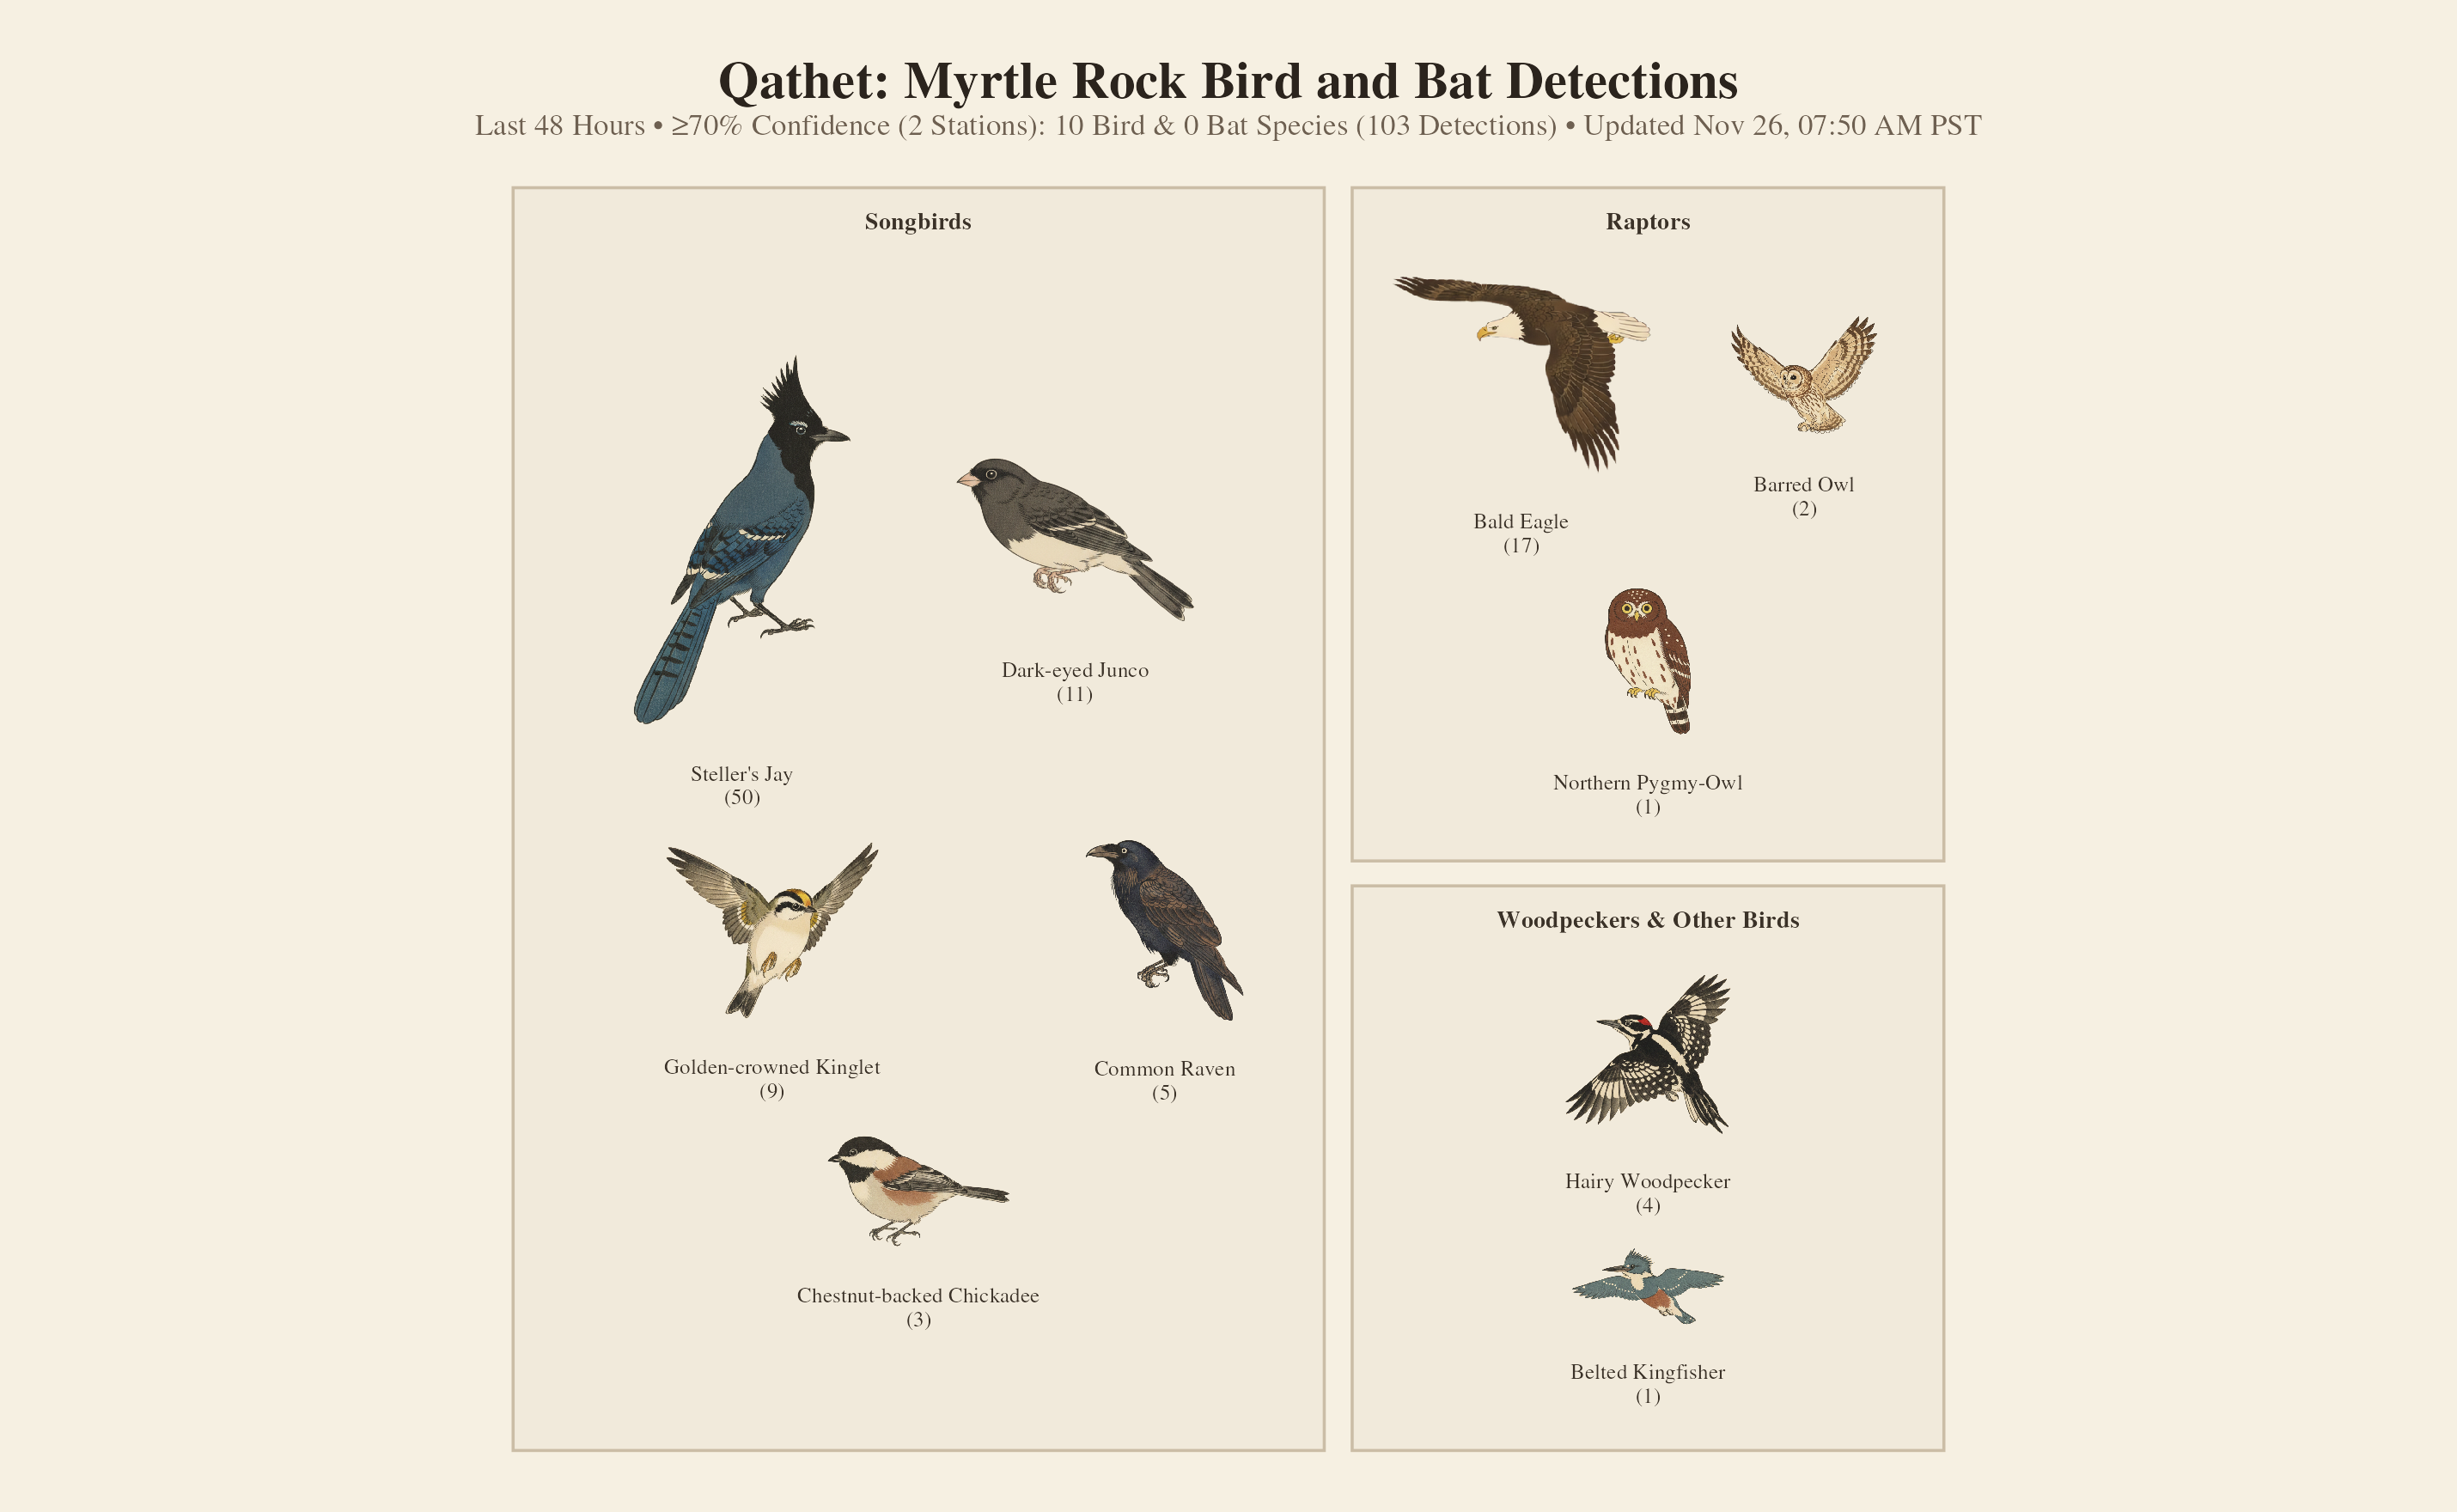 Qathet: Myrtle Rock Bird and Bat Detections
Last 48 Hours • ≥70% Confidence (2 Stations): 10 Bird & 0 Bat Species (103 Detections) • Updated Nov 26, 07:50 AM PST
Songbirds
Steller's Jay
(50)
Dark-eyed Junco
(11)
Golden-crowned Kinglet
(9)
Common Raven
(5)
Chestnut-backed Chickadee
(3)
Raptors
Bald Eagle
(17)
Barred Owl
(2)
Northern Pygmy-Owl
(1)
Woodpeckers & Other Birds
Hairy Woodpecker
(4)
Belted Kingfisher
(1)